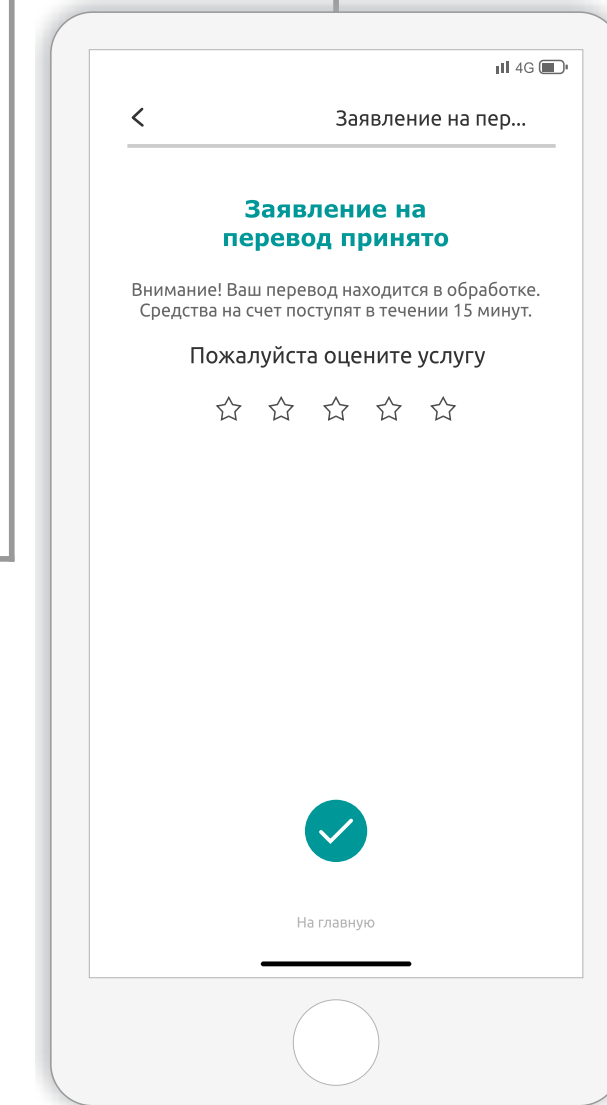 4G
Заявление на пер...
Заявление на
перевод принято
Внимание! Ваш перевод находится в обработке.
Средства на счет поступят в течении 15 минут.
Пожалуйста оцените услугу
На главную